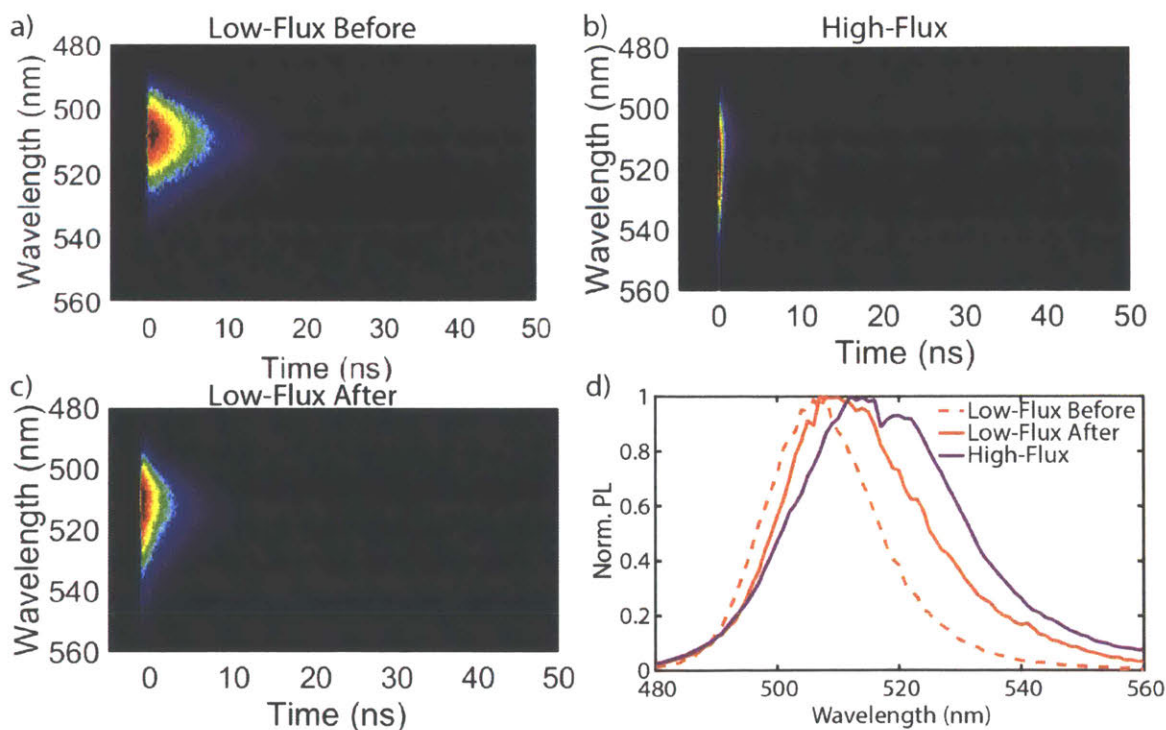 a)
Low-Flux Before
480
500
520
540
560
Wavelength (nm)
0 10 20 30 40 50
Time (ns)
b)
High-Flux
480
500
520
540
560
Wavelength (nm)
0 10 20 30 40 50
Time (ns)
c)
Low-Flux After
480
500
520
540
560
Wavelength (nm)
0 10 20 30 40 50
Time (ns)
d)
1
0.8
0.6
0.4
0.2
0
Norm. PL
Low-Flux Before
Low-Flux After
High-Flux
480 500 520 540 560
Wavelength (nm)